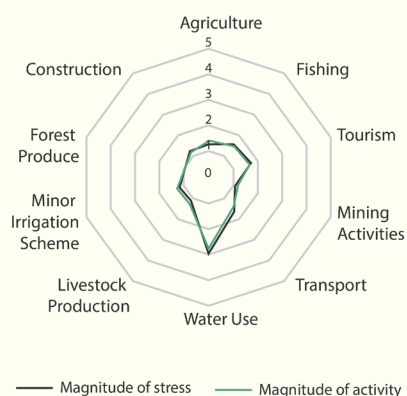 Agriculture
5
Construction
Fishing
4
3
2
Forest
Produce
Tourism
1
0
Minor
Irrigation
Scheme
Mining
Activities
Livestock
Production
Transport
Water Use
Magnitude of stress
Magnitude of activity